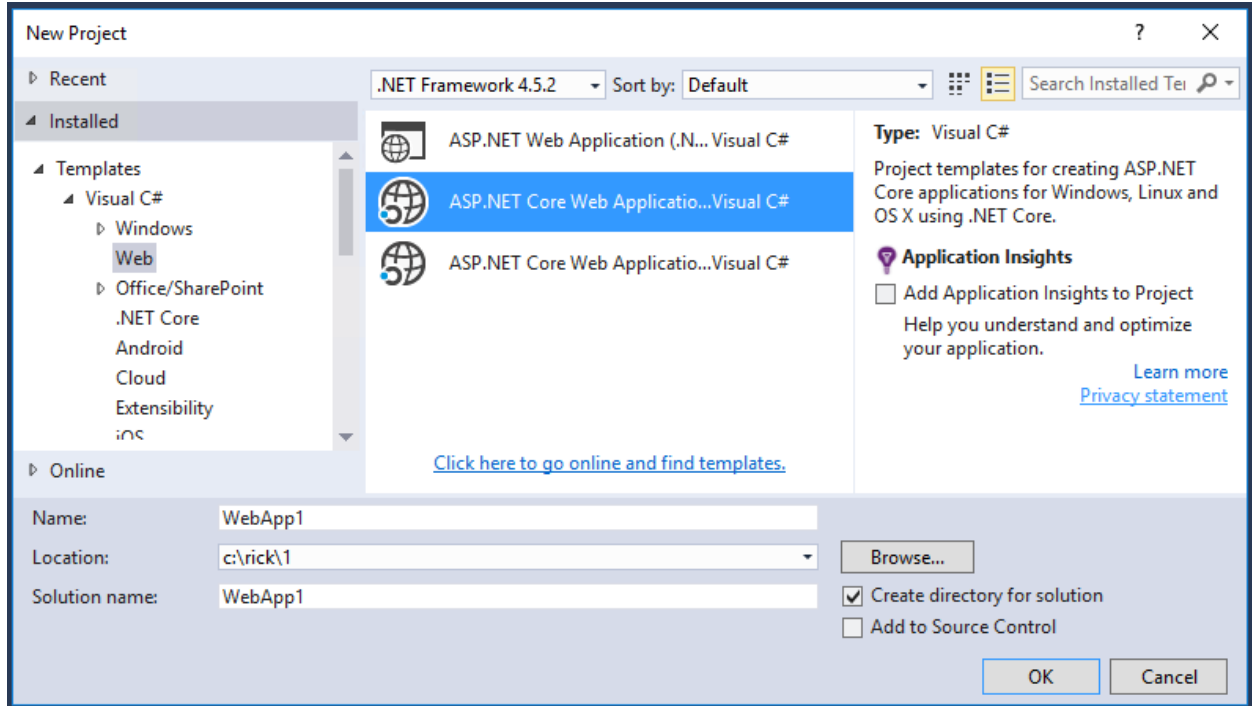 New Project
?
Recent
Installed
Templates
Visual C#
Windows
Web
Office/SharePoint
.NET Core
Android
Cloud
Extensibility
iOS
Online
.NET Framework 4.5.2 Sort by: Default
Search Installed Te
ASP.NET Web Application (.N... Visual C#
ASP.NET Core Web Applicatio...Visual C#
ASP.NET Core Web Applicatio...Visual C#
Click here to go online and find templates.
Type: Visual C#
Project templates for creating ASP.NET
Core applications for Windows, Linux and
OS X using .NET Core.
Application Insights
Add Application Insights to Project
Help you understand and optimize
your application.
Learn more
Privacy statement
Name: WebApp1
Location: c:\rick\1
Browse...
Solution name: WebApp1
Create directory for solution
Add to Source Control
OK Cancel